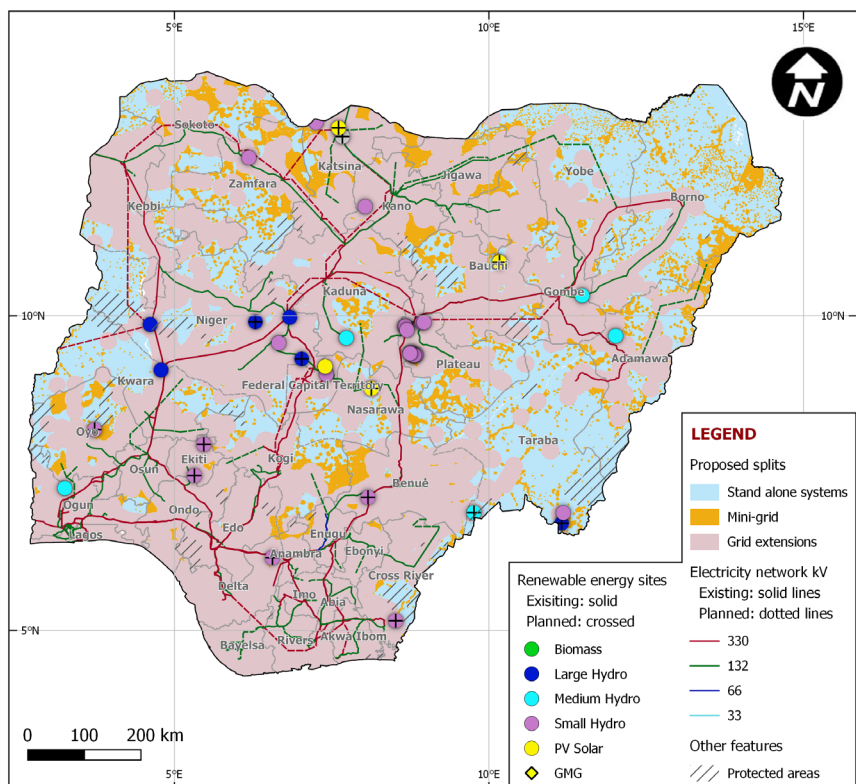 5°E 10°E 15°E
N
Sokoto
Katsina
Zamfara
Jigawa
Yobe
Kebbi
Kano
Borno
Bauchi
Kaduna
Gombe
10°N 10°N
Niger
Adamawa
Plateau
Kwara
Federal Capital Territory
Nasarawa
Oyo
Taraba
Ekiti
Osun
Kogi
Benue
Ogun
Ondo
Edo
Enugu
Lagos
Anambra
Ebonyi
Cross River
Delta
Imo
Abia
5°N
Bayelsa
Rivers
Akwa Ibom
0 100 200 km
5°E 10°E
LEGEND
Proposed splits
Stand alone systems
Mini-grid
Grid extensions
Electricity network kV
Existing: solid lines
Planned: dotted lines
330
132
66
33
Other features
Protected areas
Renewable energy sites
Exisiting: solid
Planned: crossed
Biomass
Large Hydro
Medium Hydro
Small Hydro
PV Solar
GMG